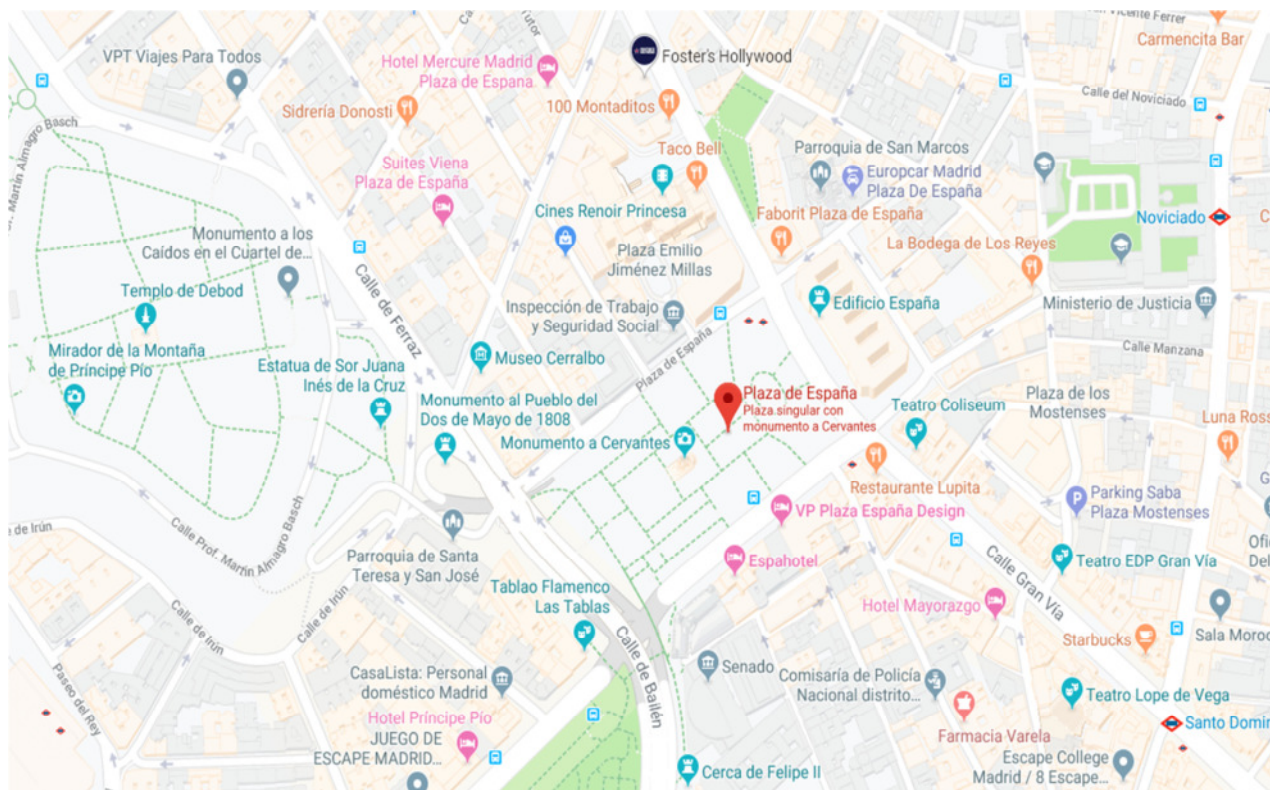 Vicente Ferrer
Carmencita Bar
VPT Viajes Para Todos
Tutor
Hotel Mercure Madrid
Plaza de Espana
Foster's Hollywood
100 Montaditos
Sidrería Donosti
Calle del Noviciado
Martín Almagro Basch
Taco Bell
Parroquia de San Marcos
Suites Viena
Plaza de España
Europcar Madrid
Plaza De España
Cines Renoir Princesa
Faborit Plaza de España
Noviciado
Monumento a los
Caídos en el Cuartel de...
Plaza Emilio
Jiménez Millas
La Bodega de Los Reyes
Templo de Debod
Calle de Ferraz
Inspección de Trabajo
y Seguridad Social
Edificio España
Ministerio de Justicia
Mirador de la Montaña
de Príncipe Pío
Estatua de Sor Juana
Inés de la Cruz
Museo Cerralbo
Plaza de España
Calle Manzana
Monumento al Pueblo del
Dos de Mayo de 1808
Plaza de España
Plaza singular con
monumento a Cervantes
Teatro Coliseum
Plaza de los
Mostenses
Luna Ross
Monumento a Cervantes
Restaurante Lupita
Parking Saba
Plaza Mostenses
VP Plaza España Design
e de Irún
Calle Prof. Martín Almagro Basch
Parroquia de Santa
Teresa y San José
Espahotel
Calle Gran Vía
Teatro EDP Gran Vía
Ofic
Del
Tablao Flamenco
Las Tablas
Hotel Mayorazgo
Calle de Irún
Calle de Irún
Starbucks
Sala Moroc
Calle de Bailén
CasaLista: Personal
doméstico Madrid
Senado
Comisaría de Policía
Nacional distrito...
Teatro Lope de Vega
Paseo del Rey
Hotel Príncipe Pío
JUEGO DE
ESCAPE MADRID...
Farmacia Varela
Santo Domin
Cerca de Felipe II
Escape College
Madrid / 8 Escape...